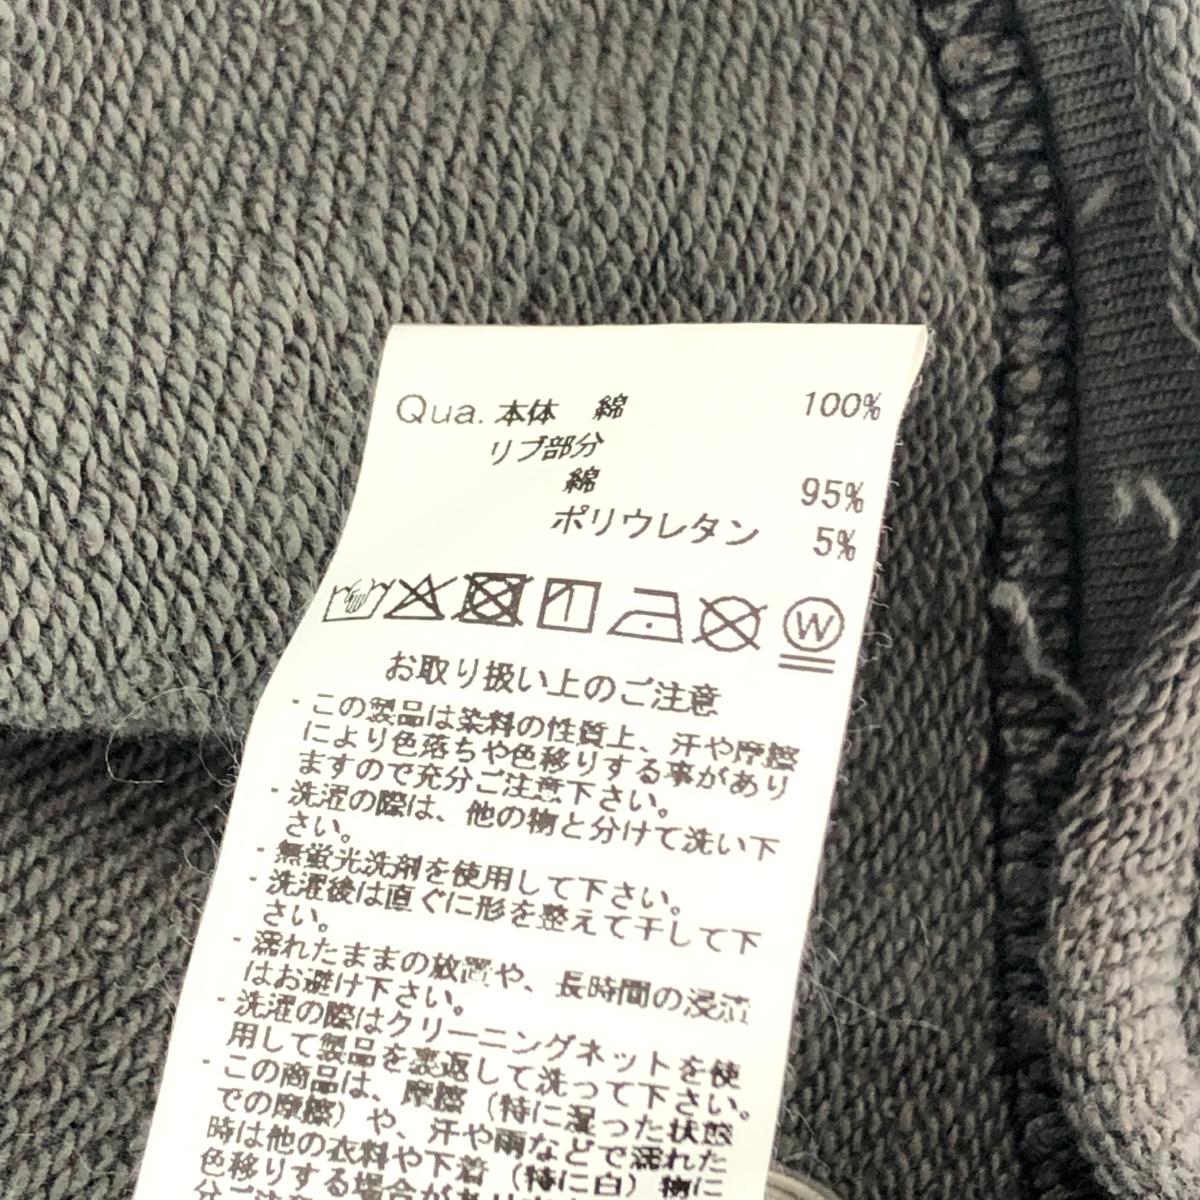 Qua. 本体 綿 100%
リブ部分
綿 95%
ポリウレタン 5%
W
お取り扱い上のご注意
・この製品は染料の性質上、汗や摩擦
により色落ちや色移りする事があり
ますので充分ご注意下さい。
・洗濯の際は、他の物と分けて洗い下
さい。
・無蛍光洗剤を使用して下さい。
・洗濯後は直ぐに形を整えて干して下
さい。
・濡れたままの放置や、長時間の浸漬
はお避け下さい。
・洗濯の際はクリーニングネットを使
用して製品を裏返して洗って下さい。
・この商品は、摩擦(特に湿った状態
での摩擦)や、汗や雨などで濡れた
時は他の衣料や下着(特に白)物に
色移りする場合があり